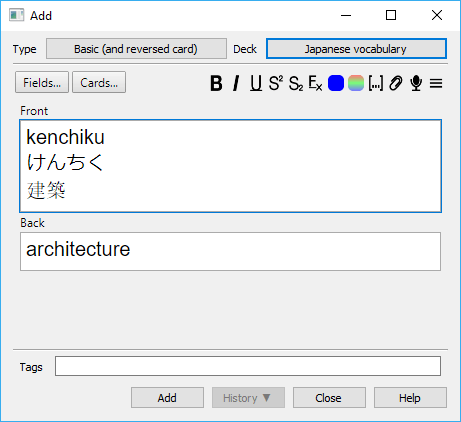 Add
Type Basic (and reversed card) Deck Japanese vocabulary
Fields... Cards... B I U S² S₂ Ex [...]
Front
kenchiku
けんちく
建築
Back
architecture
Tags
Add History ▼ Close Help